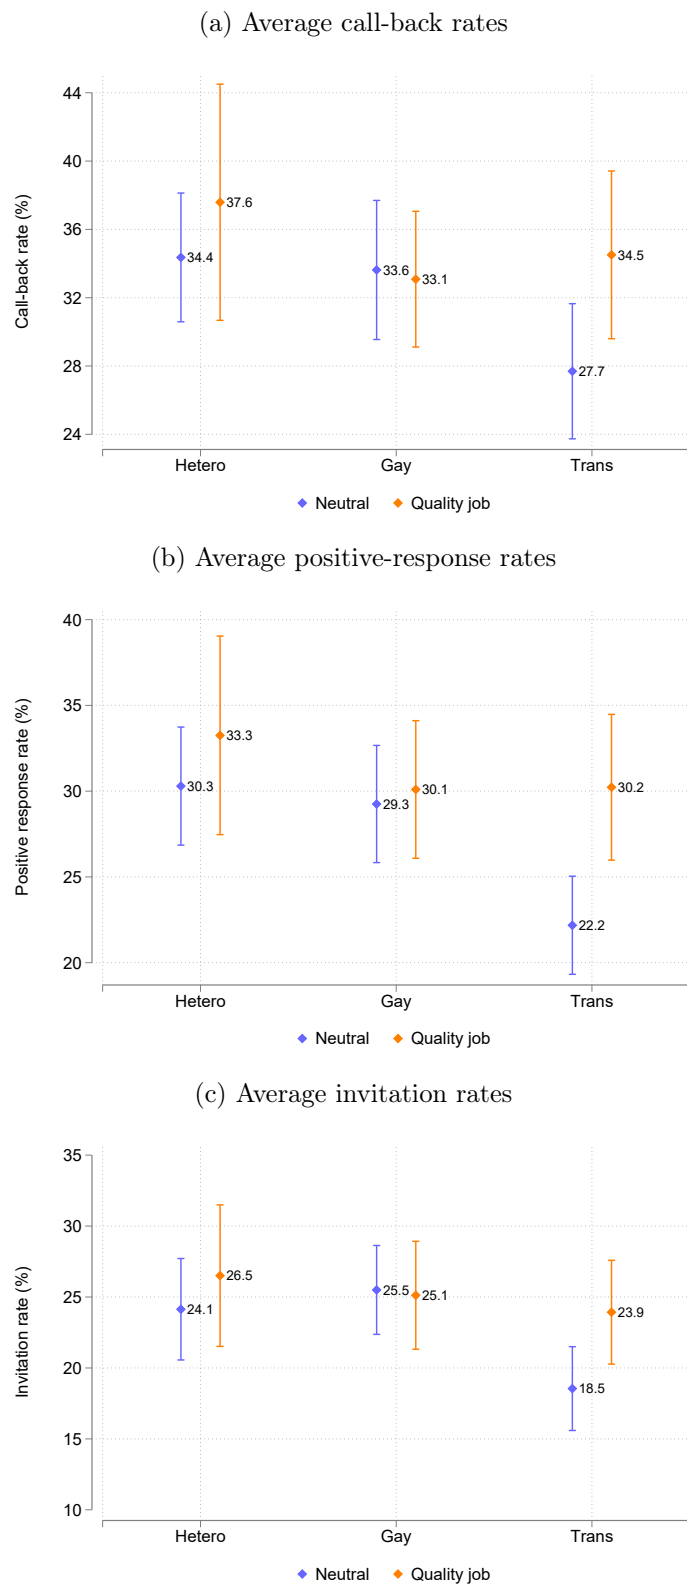 (a) Average call-back rates
44
40
36
32
28
24
Call-back rate (%)
34.4
37.6
33.6
33.1
27.7
34.5
Hetero Gay Trans
Neutral Quality job
(b) Average positive-response rates
40
35
30
25
20
Positive response rate (%)
30.3
33.3
29.3
30.1
22.2
30.2
Hetero Gay Trans
Neutral Quality job
(c) Average invitation rates
35
30
25
20
15
10
Invitation rate (%)
24.1
26.5
25.5
25.1
18.5
23.9
Hetero Gay Trans
Neutral Quality job